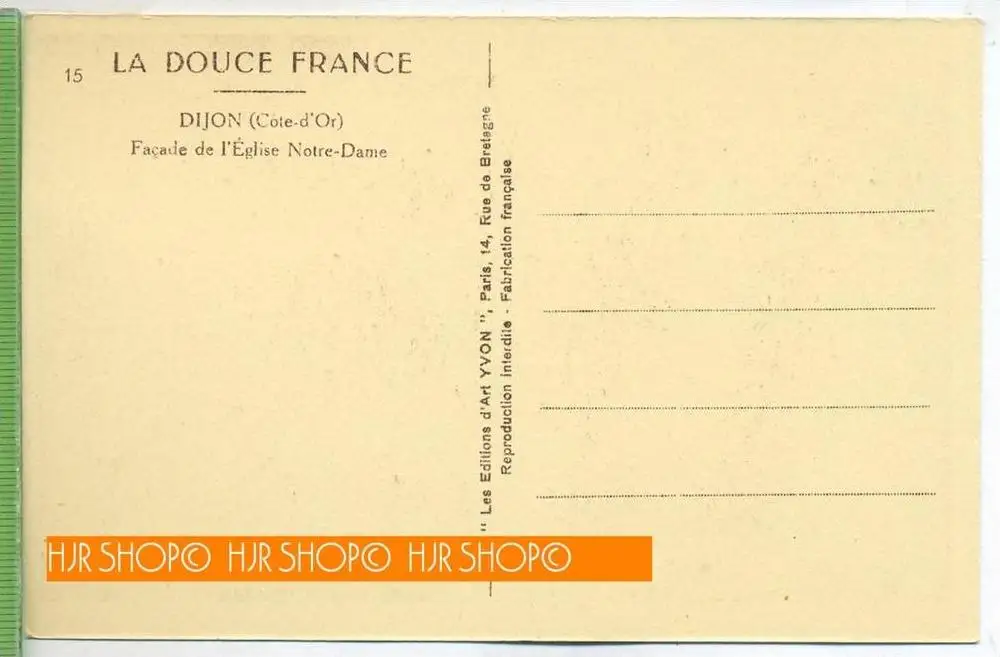 15
LA DOUCE FRANCE
DIJON (Côte-d'Or)
Façade de l'Église Notre-Dame
" Les Editions d'Art YVON ", Paris, 14, Rue de Bretagne
Reproduction interdite - Fabrication française
HJR SHOP© HJR SHOP© HJR SHOP©